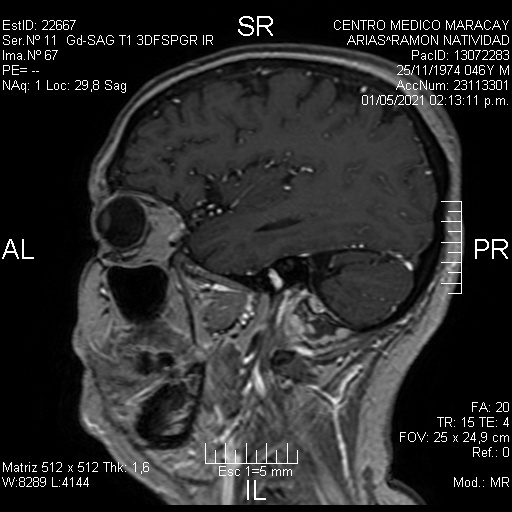 EstID: 22667
Ser.Nº 11 Gd-SAG T1 3DFSPGR IR
Ima.Nº 67
PE= --
NAq: 1 Loc: 29,8 Sag
SR
CENTRO MEDICO MARACAY
ARIAS^RAMON NATIVIDAD
PacID: 13072283
25/11/1974 046Y M
AccNum: 23113301
01/05/2021 02:13:11 p.m.
AL
PR
Matriz 512 x 512 Thk: 1,6
W:8289 L:4144
Esc 1=5 mm
IL
FA: 20
TR: 15 TE: 4
FOV: 25 x 24,9 cm
Ref.: 0
Mod.: MR